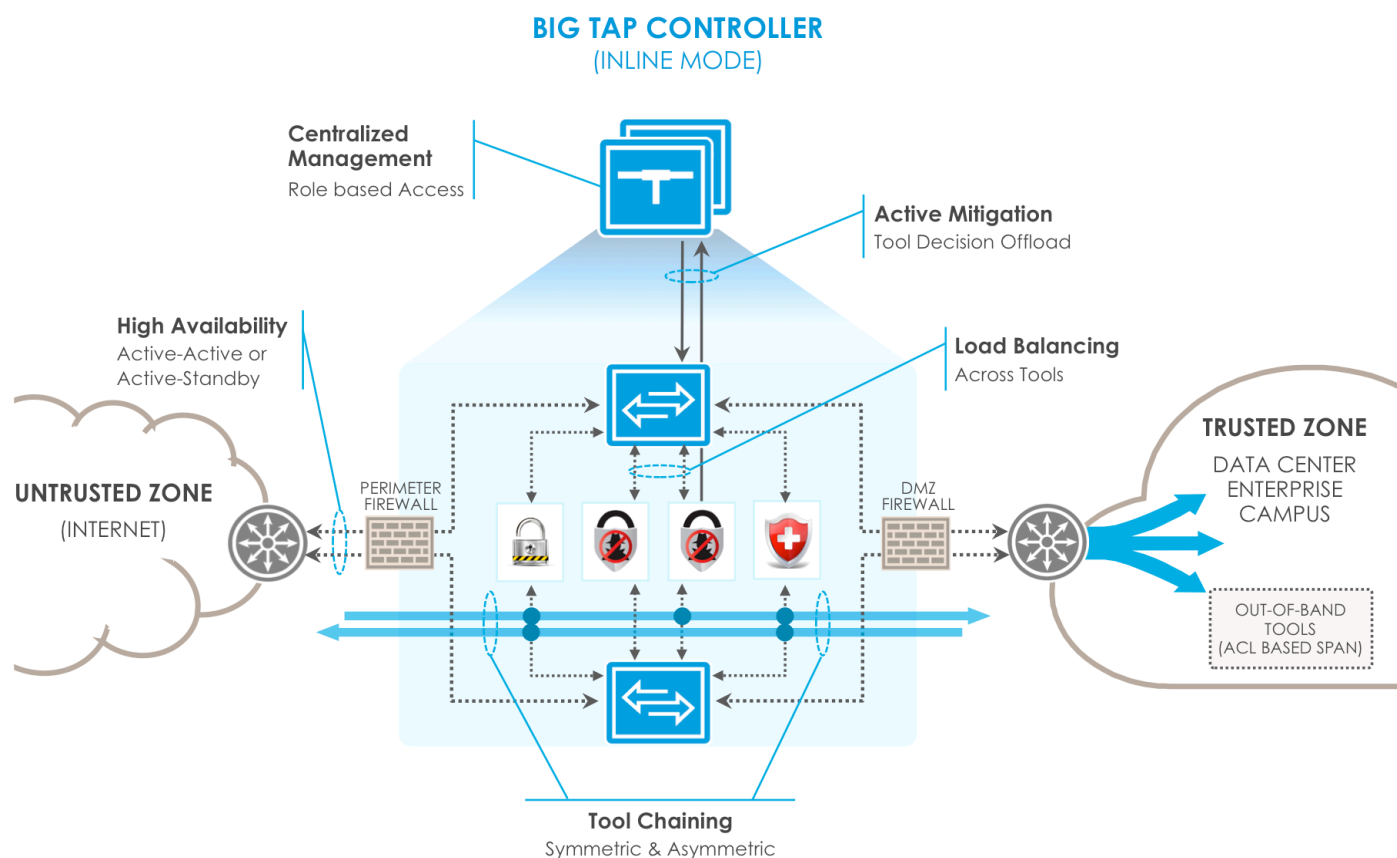 BIG TAP CONTROLLER
(INLINE MODE)
Centralized
Management
Role based Access
Active Mitigation
Tool Decision Offload
High Availability
Active-Active or
Active-Standby
Load Balancing
Across Tools
UNTRUSTED ZONE
(INTERNET)
PERIMETER
FIREWALL
DMZ
FIREWALL
TRUSTED ZONE
DATA CENTER
ENTERPRISE
CAMPUS
OUT-OF-BAND
TOOLS
(ACL BASED SPAN)
Tool Chaining
Symmetric & Asymmetric